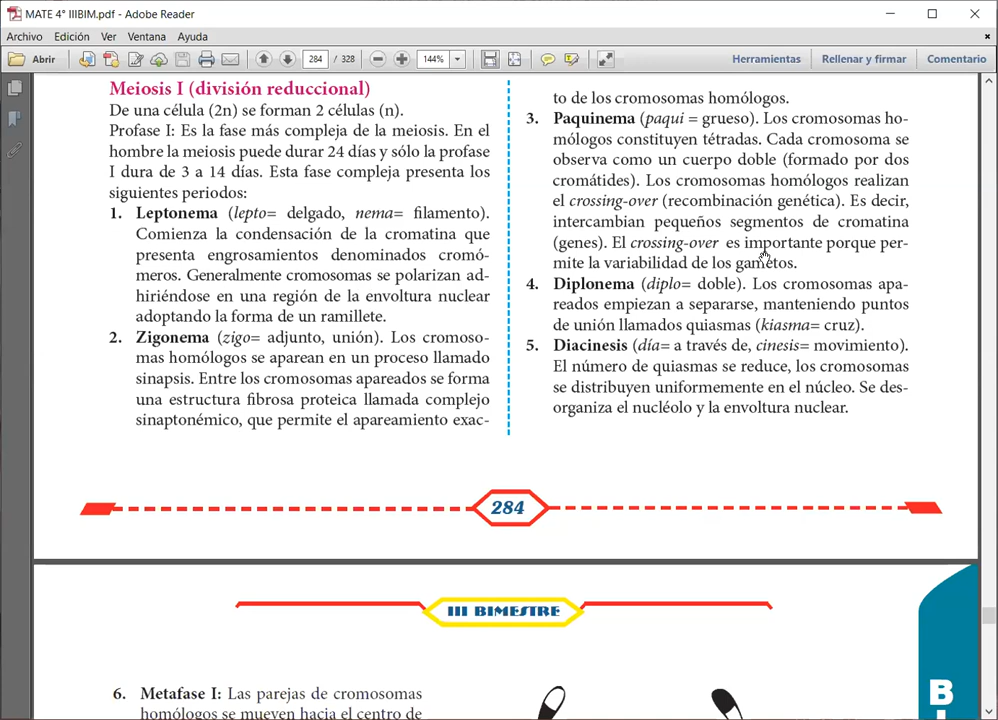 MATE 4° IIIBIM.pdf - Adobe Reader
Archivo Edición Ver Ventana Ayuda
Abrir 284 / 328 144% Herramientas Rellenar y firmar Comentario
Meiosis I (división reduccional)
De una célula (2n) se forman 2 células (n).
Profase I: Es la fase más compleja de la meiosis. En el
hombre la meiosis puede durar 24 días y sólo la profase
I dura de 3 a 14 días. Esta fase compleja presenta los
siguientes periodos:
1. Leptonema (lepto= delgado, nema= filamento).
Comienza la condensación de la cromatina que
presenta engrosamientos denominados cromó-
meros. Generalmente cromosomas se polarizan ad-
hiriéndose en una región de la envoltura nuclear
adoptando la forma de un ramillete.
2. Zigonema (zigo= adjunto, unión). Los cromoso-
mas homólogos se aparean en un proceso llamado
sinapsis. Entre los cromosomas apareados se forma
una estructura fibrosa proteica llamada complejo
sinaptonémico, que permite el apareamiento exac-
to de los cromosomas homólogos.
3. Paquinema (paqui = grueso). Los cromosomas ho-
mólogos constituyen tétradas. Cada cromosoma se
observa como un cuerpo doble (formado por dos
cromátides). Los cromosomas homólogos realizan
el crossing-over (recombinación genética). Es decir,
intercambian pequeños segmentos de cromatina
(genes). El crossing-over es importante porque per-
mite la variabilidad de los gametos.
4. Diplonema (diplo= doble). Los cromosomas apa-
reados empiezan a separarse, manteniendo puntos
de unión llamados quiasmas (kiasma= cruz).
5. Diacinesis (día= a través de, cinesis= movimiento).
El número de quiasmas se reduce, los cromosomas
se distribuyen uniformemente en el núcleo. Se des-
organiza el nucléolo y la envoltura nuclear.
284
III BIMESTRE
6. Metafase I: Las parejas de cromosomas
homólogos se mueven hacia el centro de
B